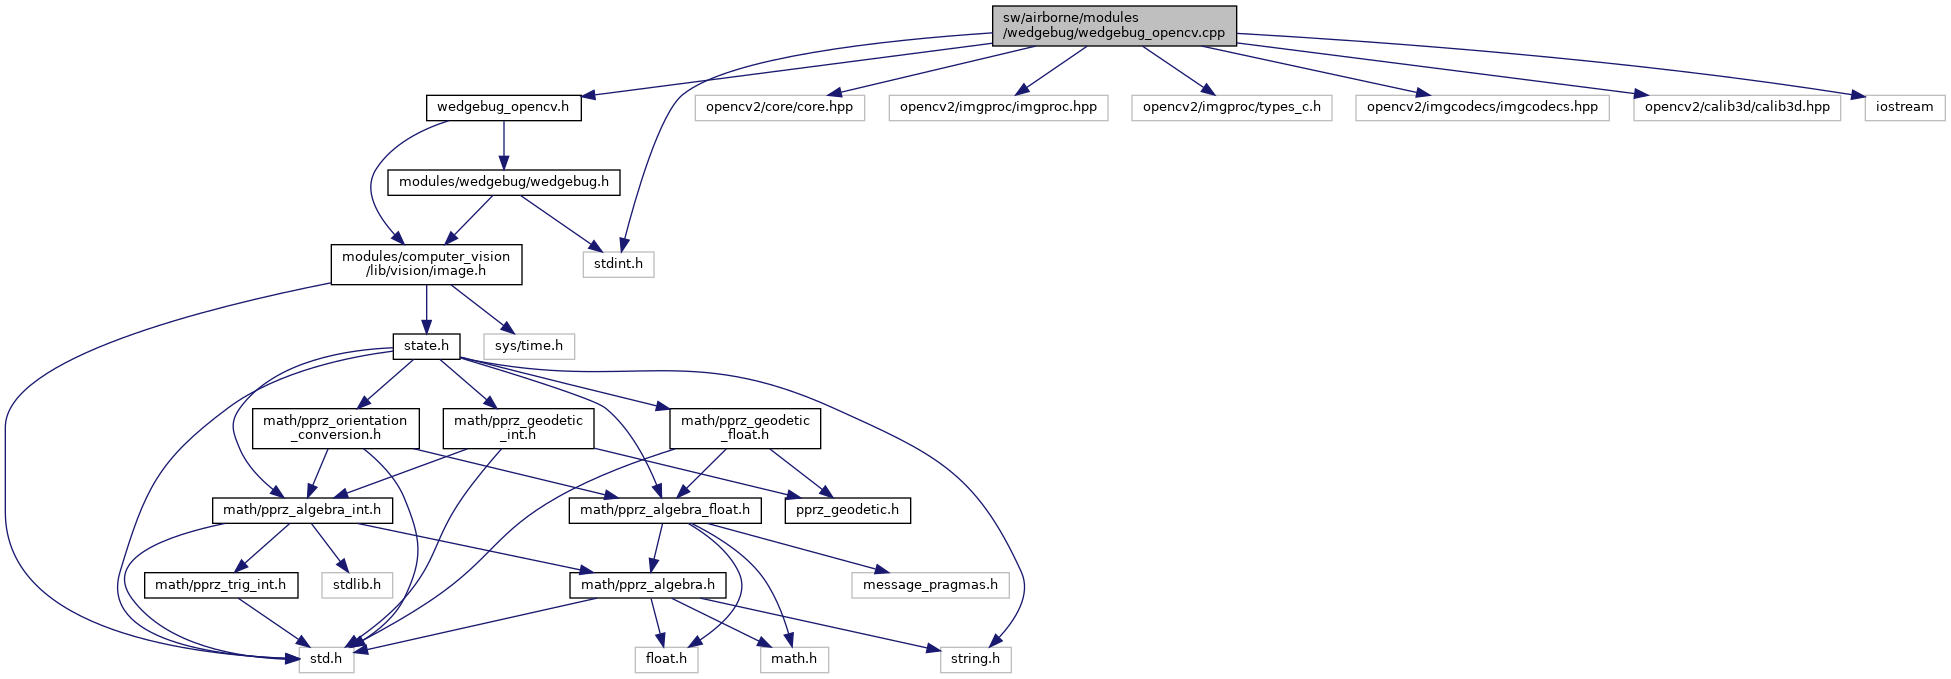 sw/airborne/modules
/wedgebug/wedgebug_opencv.cpp
wedgebug_opencv.h
opencv2/core/core.hpp
opencv2/imgproc/imgproc.hpp
opencv2/imgproc/types_c.h
opencv2/imgcodecs/imgcodecs.hpp
opencv2/calib3d/calib3d.hpp
iostream
modules/wedgebug/wedgebug.h
modules/computer_vision
/lib/vision/image.h
stdint.h
state.h
sys/time.h
math/pprz_orientation
_conversion.h
math/pprz_geodetic
_int.h
math/pprz_geodetic
_float.h
math/pprz_algebra_int.h
math/pprz_algebra_float.h
pprz_geodetic.h
math/pprz_trig_int.h
stdlib.h
math/pprz_algebra.h
message_pragmas.h
std.h
float.h
math.h
string.h